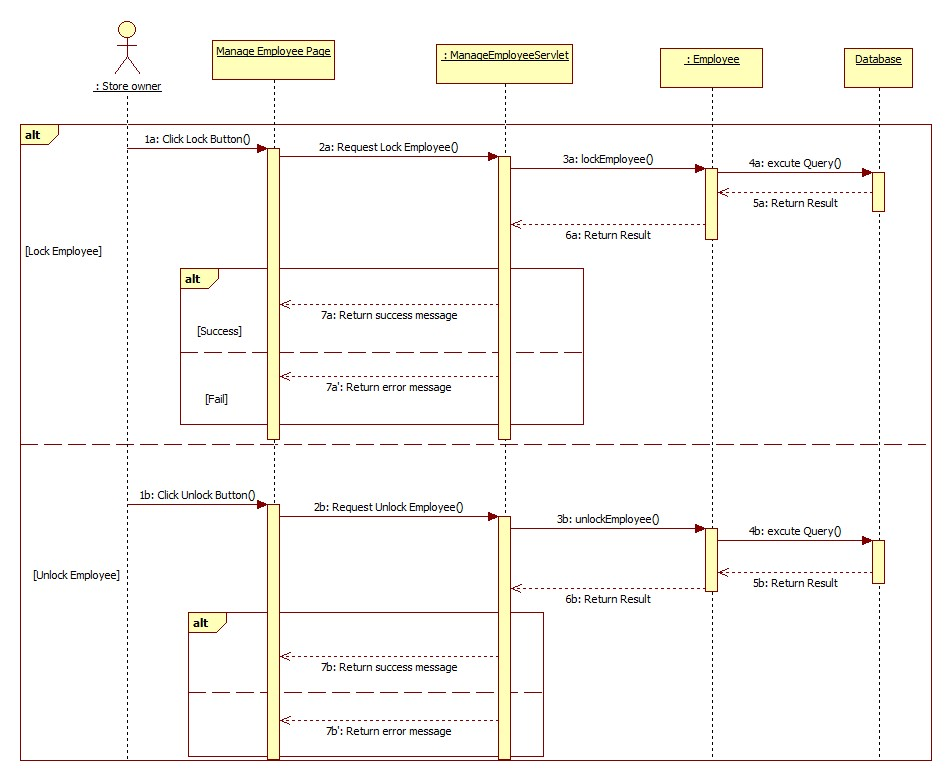 : Store owner
Manage Employee Page
: ManageEmployeeServlet
: Employee
Database
alt
1a: Click Lock Button()
2a: Request Lock Employee()
3a: lockEmployee()
4a: excute Query()
5a: Return Result
6a: Return Result
[Lock Employee]
alt
7a: Return success message
[Success]
7a': Return error message
[Fail]
1b: Click Unlock Button()
2b: Request Unlock Employee()
3b: unlockEmployee()
4b: excute Query()
[Unlock Employee]
5b: Return Result
6b: Return Result
alt
7b: Return success message
7b': Return error message